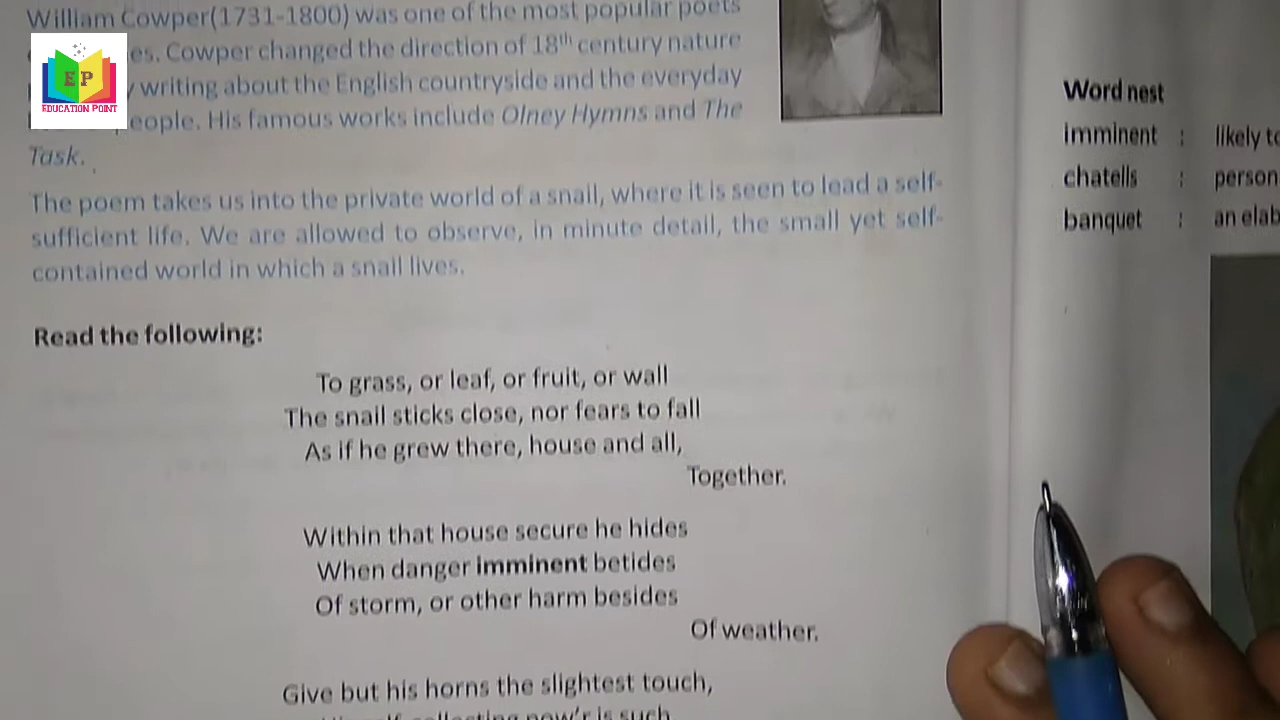 William Cowper(1731-1800) was one of the most popular poets
es. Cowper changed the direction of 18th century nature
y writing about the English countryside and the everyday
eople. His famous works include Olney Hymns and The
Task.
The poem takes us into the private world of a snail, where it is seen to lead a self-
sufficient life. We are allowed to observe, in minute detail, the small yet self-
contained world in which a snail lives.
Read the following:
To grass, or leaf, or fruit, or wall
The snail sticks close, nor fears to fall
As if he grew there, house and all,
Together.
Within that house secure he hides
When danger imminent betides
Of storm, or other harm besides
Of weather.
Give but his horns the slightest touch,
self-collecting pow'r is such
EP
EDUCATION POINT
Word nest
imminent : likely to
chatells : person
banquet : an elab